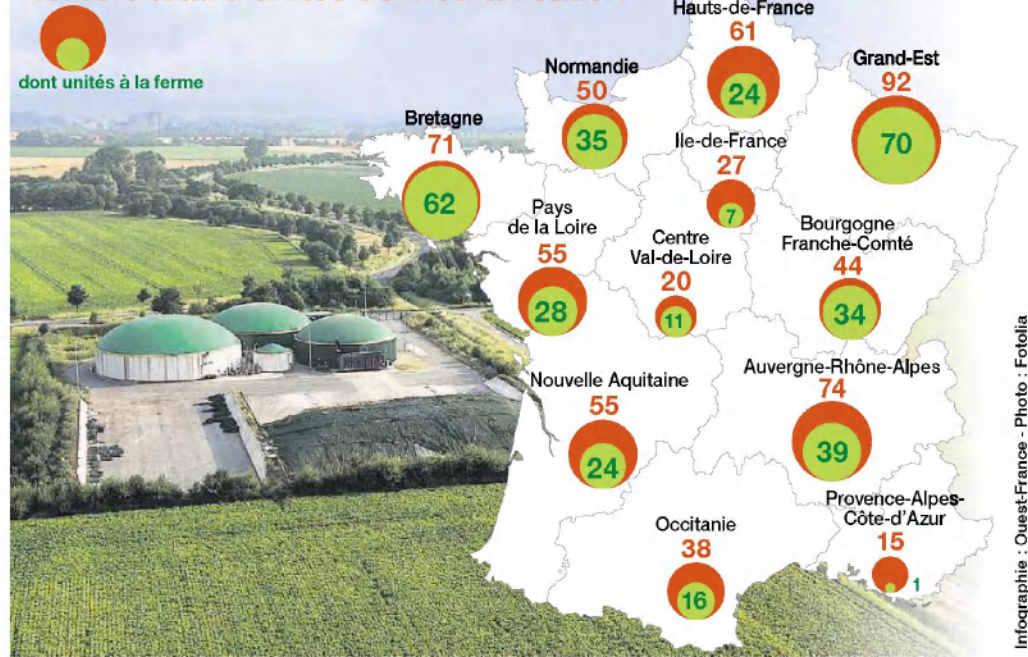 dont unités à la ferme
Hauts-de-France
61
24
Normandie
50
35
Grand-Est
92
70
Bretagne
71
62
Ile-de-France
27
7
Pays
de la Loire
55
28
Centre
Val-de-Loire
20
11
Bourgogne
Franche-Comté
44
34
Nouvelle Aquitaine
55
24
Auvergne-Rhône-Alpes
74
39
Occitanie
38
16
Provence-Alpes-
Côte-d'Azur
15
1
Infographie : Ouest-France - Photo : Fotolia